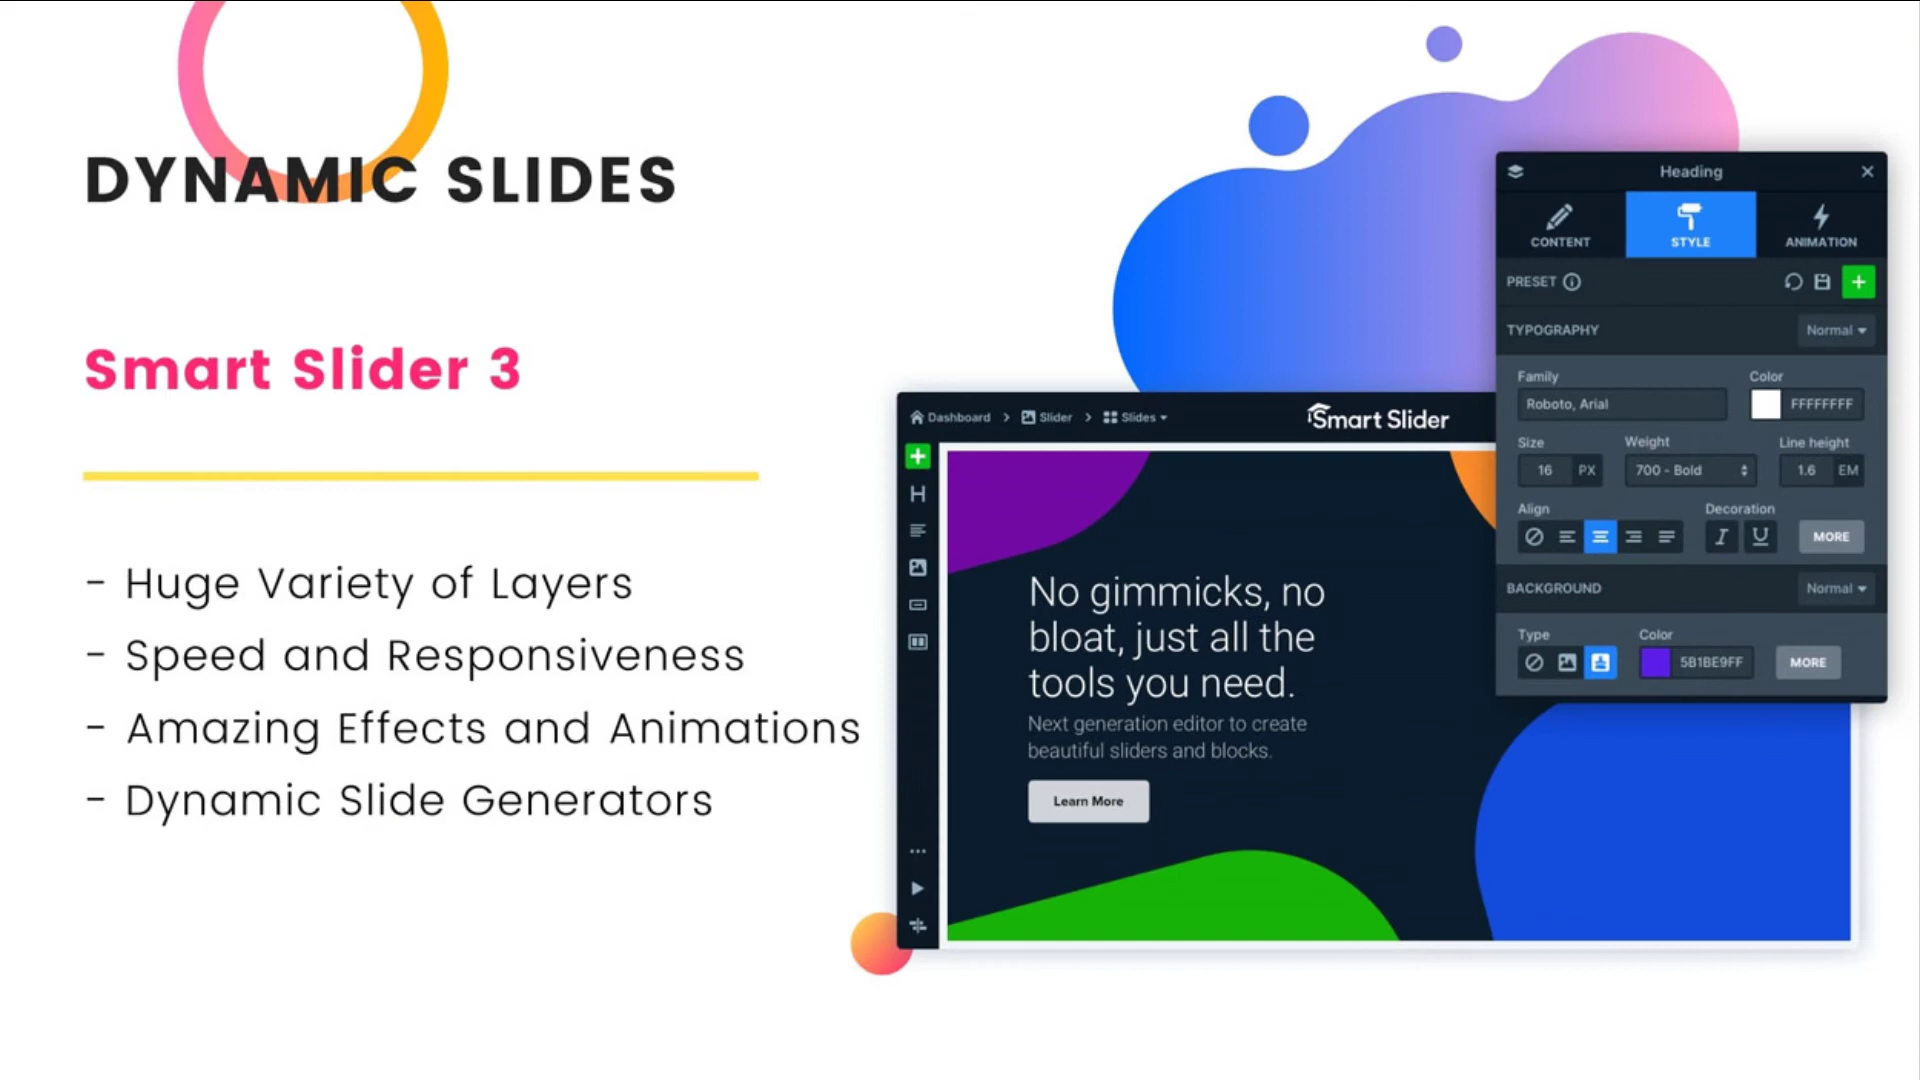 DYNAMIC SLIDES
Smart Slider 3
- Huge Variety of Layers
- Speed and Responsiveness
- Amazing Effects and Animations
- Dynamic Slide Generators
Dashboard > Slider > Slides
Smart Slider
H
No gimmicks, no
bloat, just all the
tools you need.
Next generation editor to create
beautiful sliders and blocks.
Learn More
Heading
CONTENT STYLE ANIMATION
PRESET
TYPOGRAPHY Normal
Family Color
Roboto, Arial FFFFFFFF
Size Weight Line height
16 PX 700 - Bold 1.6 EM
Align Decoration
I U MORE
BACKGROUND Normal
Type Color
5B1BE9FF MORE